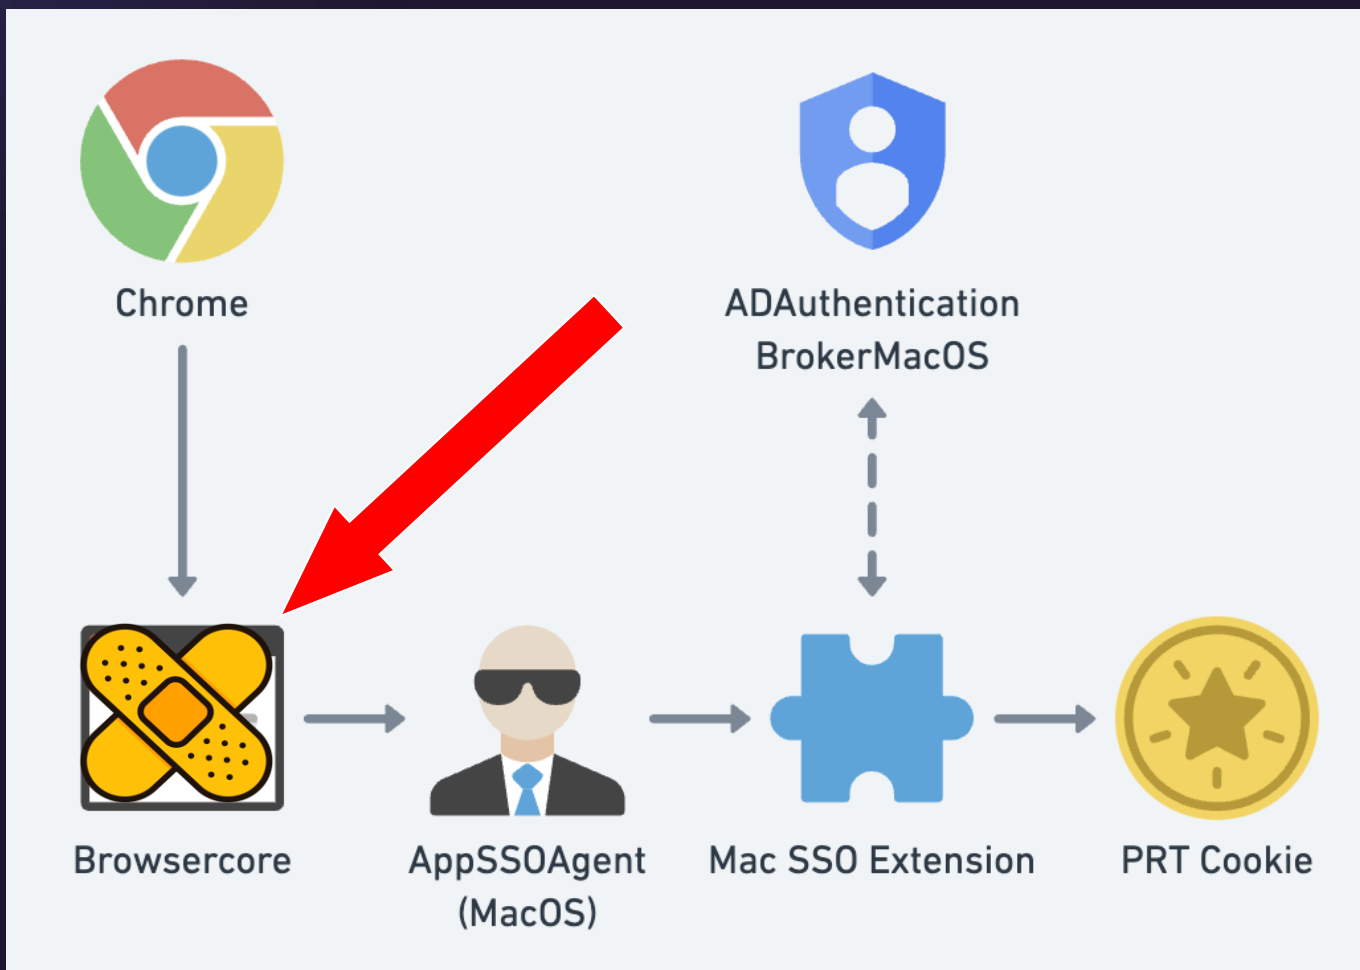 Chrome
ADAuthentication
BrokerMacOS
Browsercore
AppSSOAgent
(MacOS)
Mac SSO Extension
PRT Cookie